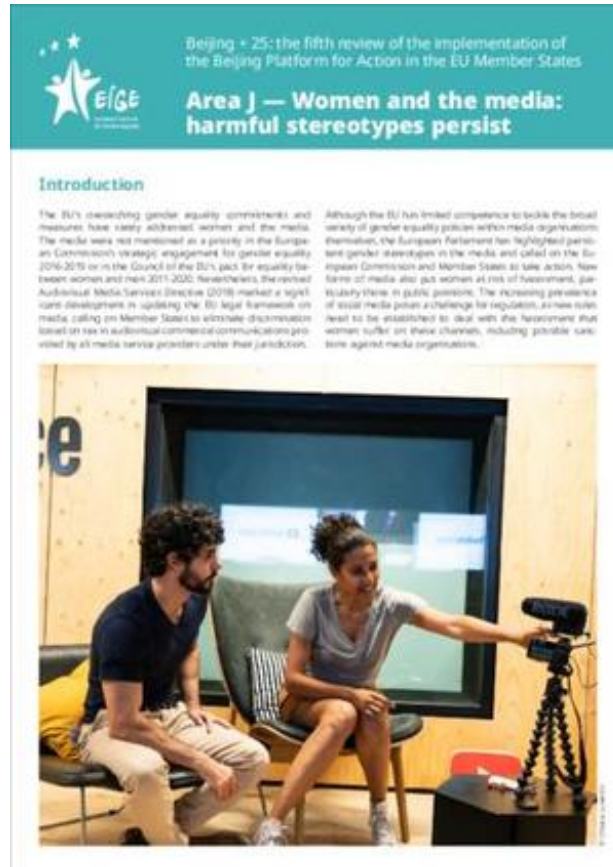 Beijing + 25: the fifth review of the implementation of
the Beijing Platform for Action in the EU Member States
EIGE
Area J — Women and the media:
harmful stereotypes persist
Introduction
The EU's overarching gender equality commitments and
measures have rarely addressed women and the media.
The media were not mentioned as a priority in the Europe-
an Commission's strategic engagement for gender equality
2016-2019 or in the Council of the EU's pact for equality be-
tween women and men 2011-2020. Nevertheless, the revised
Audiovisual Media Services Directive (2018) marked a signif-
icant development in updating the EU legal framework on
media, calling on Member States to eliminate discrimination
based on sex in audiovisual commercial communications pro-
vided by all media service providers under their jurisdiction.
Although the EU has limited competence to tackle the broad
variety of gender equality policies within media organisations
themselves, the European Parliament has highlighted persis-
tent gender stereotypes in the media and called on the Eu-
ropean Commission and Member States to take action. New
forms of media also put women at risk of harassment, par-
ticularly those in public positions. The increasing presence
of social media poses a challenge for regulation, as new rules
need to be established to deal with the harassment that
women suffer on these channels, including possible sanc-
tions against media organisations.
ce